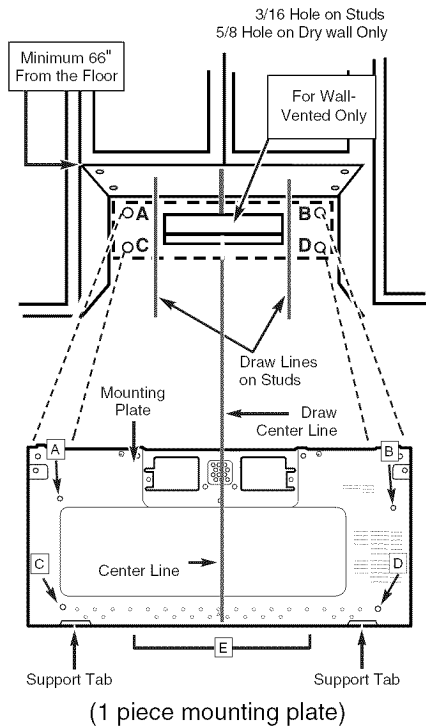 3/16 Hole on Studs
5/8 Hole on Dry wall Only
Minimum 66"
From the Floor
For Wall-
Vented Only
A
B
C
D
Draw Lines
on Studs
Mounting
Plate
Draw
Center Line
A
B
Center Line
C
D
E
Support Tab
Support Tab
(1 piece mounting plate)